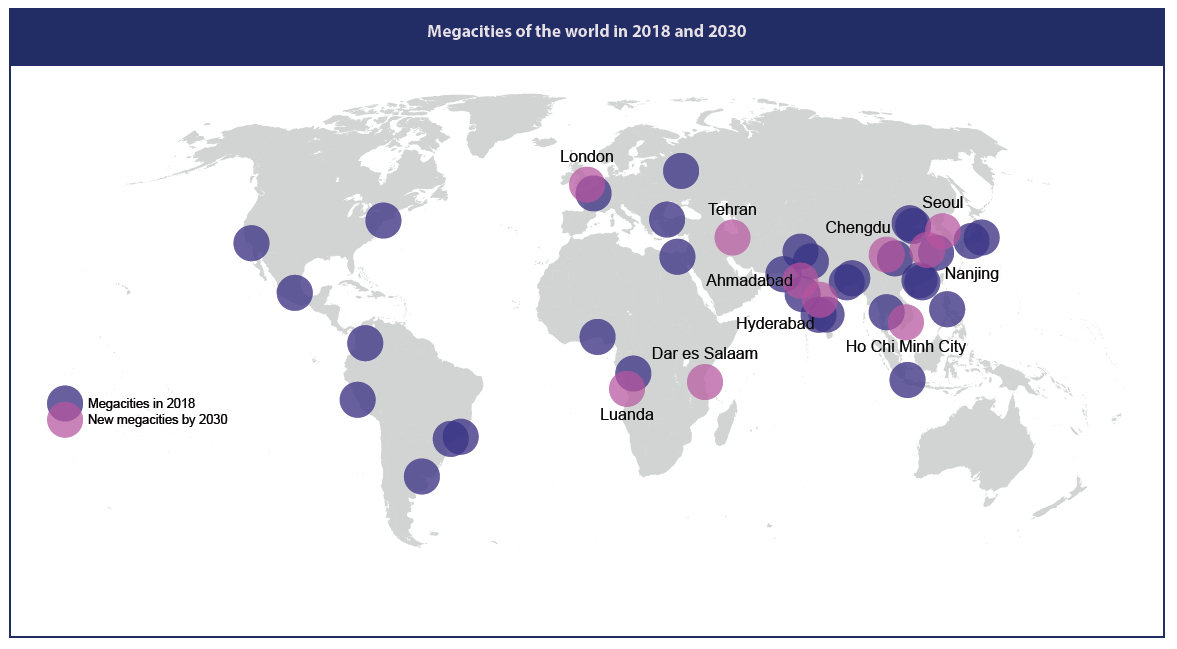 Megacities of the world in 2018 and 2030
London
Tehran
Seoul
Chengdu
Nanjing
Ahmadabad
Hyderabad
Ho Chi Minh City
Dar es Salaam
Luanda
Megacities in 2018
New megacities by 2030